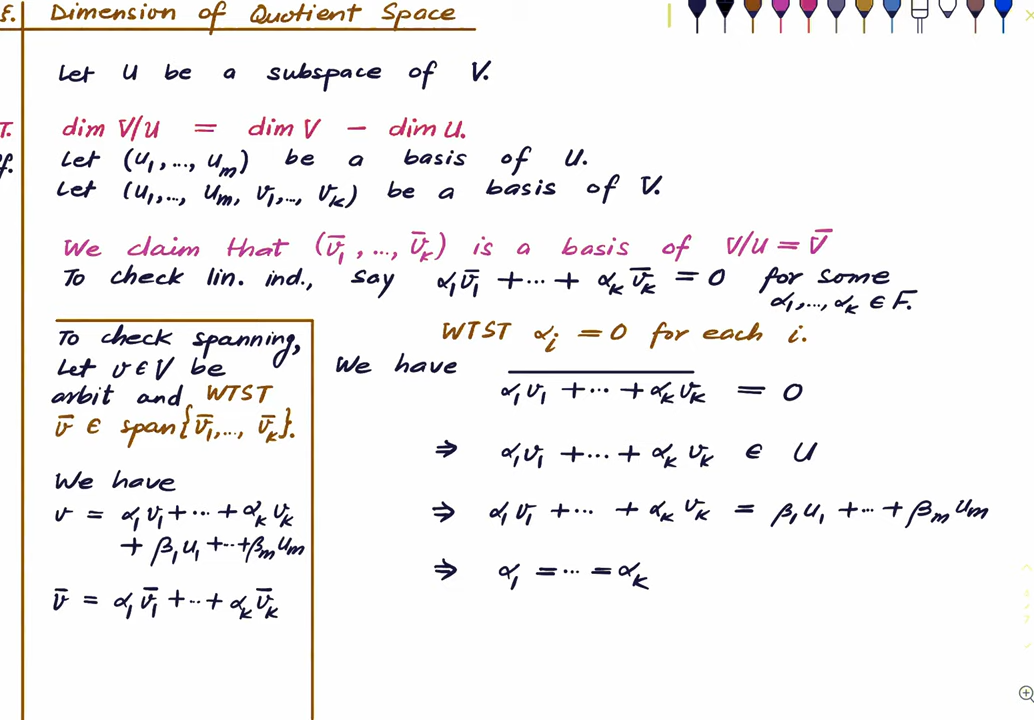 E. Dimension of Quotient Space
Let U be a subspace of V.
T. dim V/U = dim V - dim U.
Pf. Let (u₁,..., uₘ) be a basis of U.
Let (u₁,..., uₘ, v₁,..., vₖ) be a basis of V.
We claim that (v̄₁,..., v̄ₖ) is a basis of V/U = V̄
To check lin. ind., say α₁v̄₁ +...+ αₖv̄ₖ = 0 for some
α₁,..., αₖ ∈ F.
WTST αᵢ = 0 for each i.
To check spanning,
Let v ∈ V be
arbit and WTST
v̄ ∈ span{v̄₁,..., v̄ₖ}.
We have
v = α₁v₁ +...+ αₖvₖ
+ β₁u₁ +...+ βₘuₘ
v̄ = α₁v̄₁ +...+ αₖv̄ₖ
We have \overline{α₁v₁ +...+ αₖvₖ} = 0
⇒ α₁v₁ +...+ αₖvₖ ∈ U
⇒ α₁v₁ +... + αₖvₖ = β₁u₁ +...+ βₘuₘ
⇒ α₁ =...= αₖ